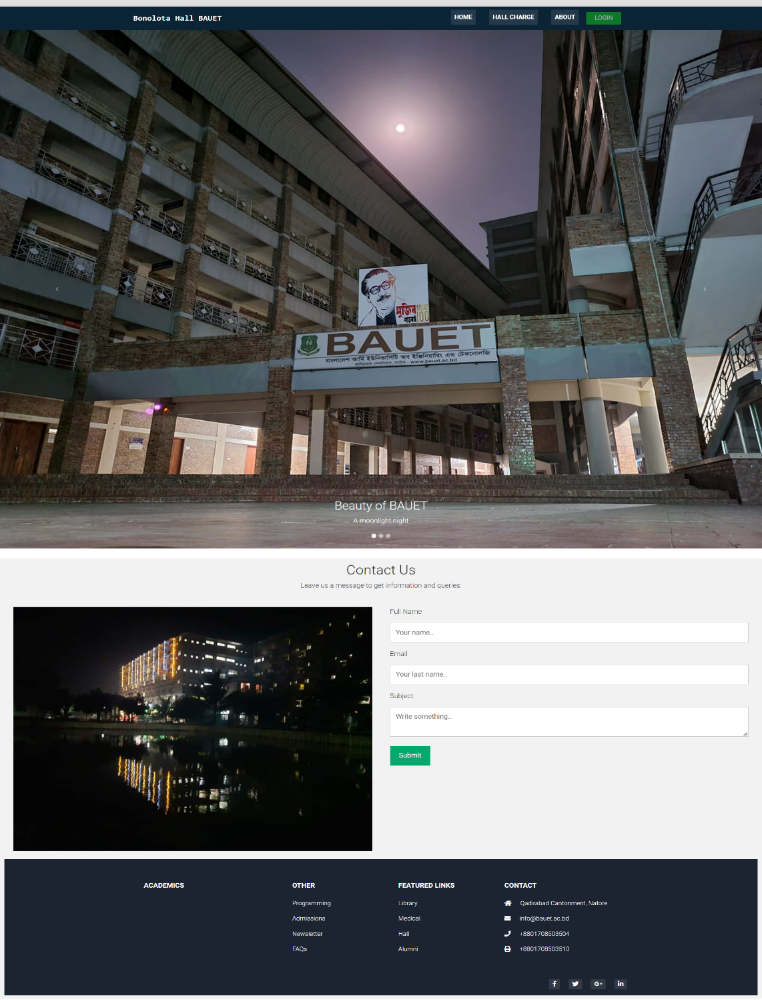 Bonolota Hall BAUET
HOME
HALL CHARGE
ABOUT
LOGIN
মুজিব
শতবর্ষ
100
BAUET
বাংলাদেশ আর্মি ইউনিভার্সিটি অব ইঞ্জিনিয়ারিং এন্ড টেকনোলজি
কাদিরাবাদ সেনানিবাস, নাটোর - www.bauet.ac.bd
Beauty of BAUET
A moonlight night
Contact Us
Leave us a message to get information and queries:
Full Name
Your name..
Email
Your last name..
Subject
Write something..
Submit
ACADEMICS
OTHER
Programming
Admissions
Newsletter
FAQs
FEATURED LINKS
Library
Medical
Hall
Alumni
CONTACT
Qadirabad Cantonment, Natore
info@bauet.ac.bd
+8801708503504
+8801708503510